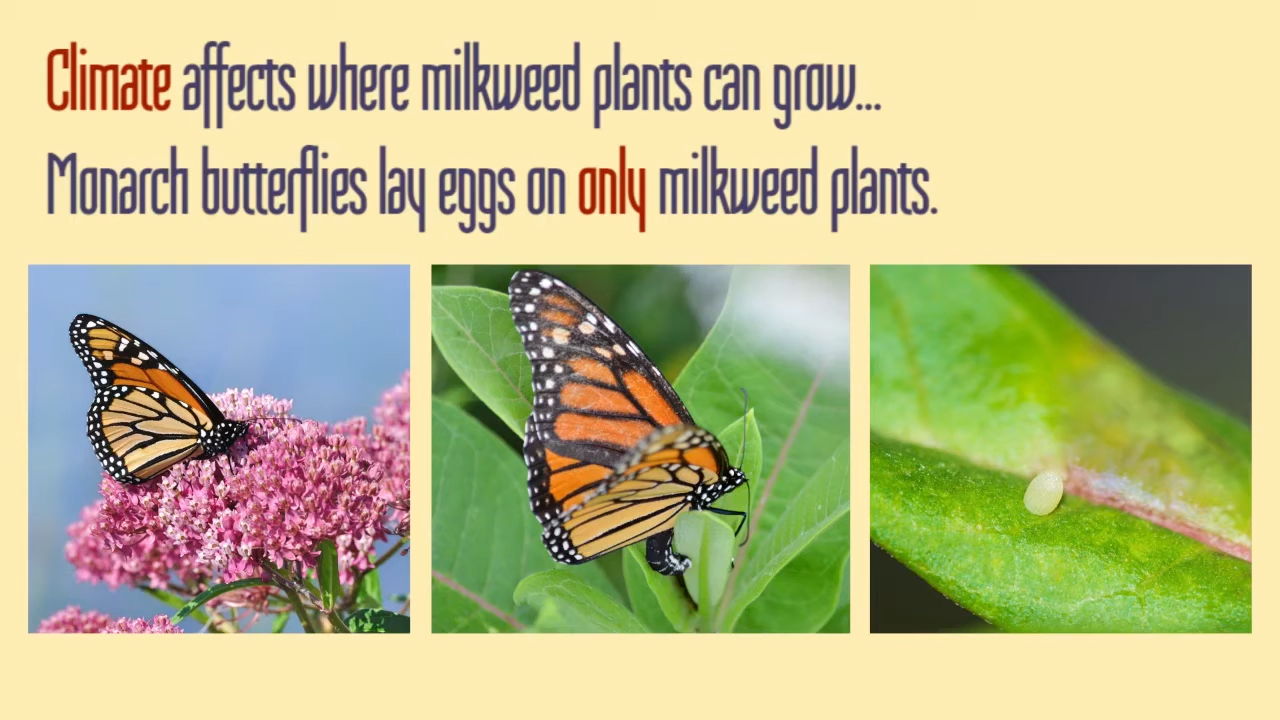 Climate affects where milkweed plants can grow...
Monarch butterflies lay eggs on only milkweed plants.